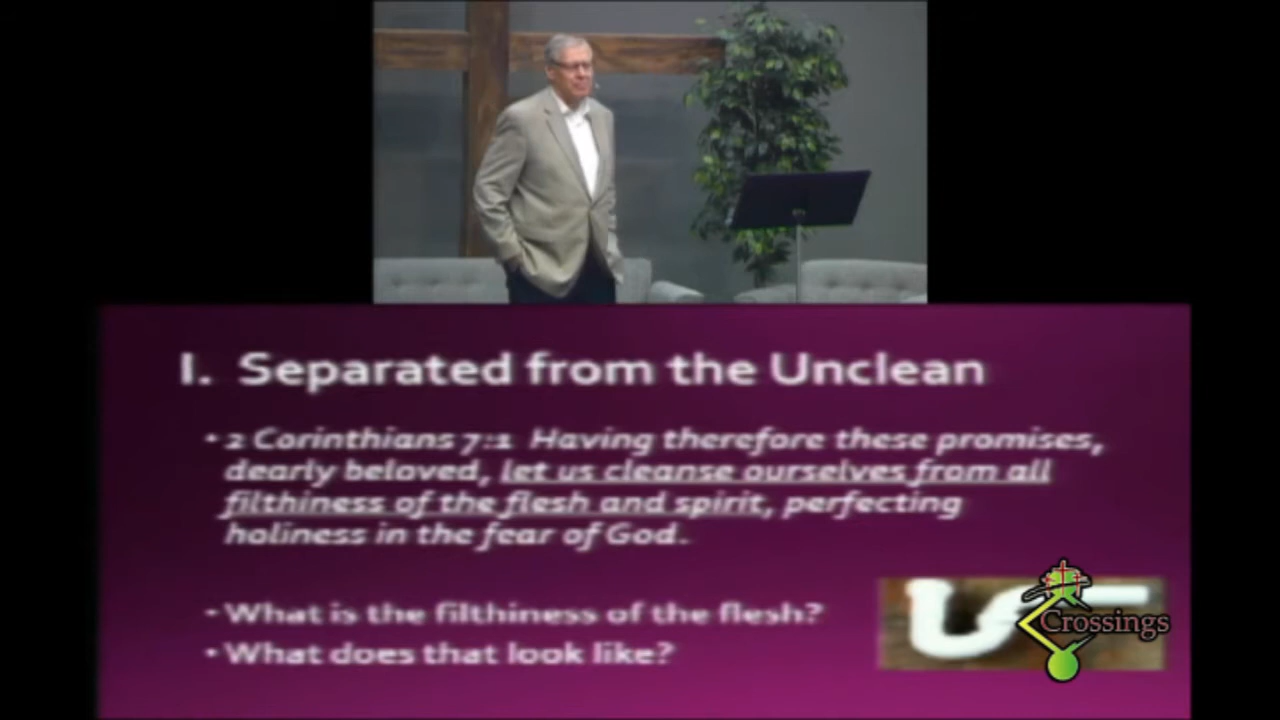 I. Separated from the Unclean
• 2 Corinthians 7:1 Having therefore these promises,
dearly beloved, let us cleanse ourselves from all
filthiness of the flesh and spirit, perfecting
holiness in the fear of God.
• What is the filthiness of the flesh?
• What does that look like?
Crossings